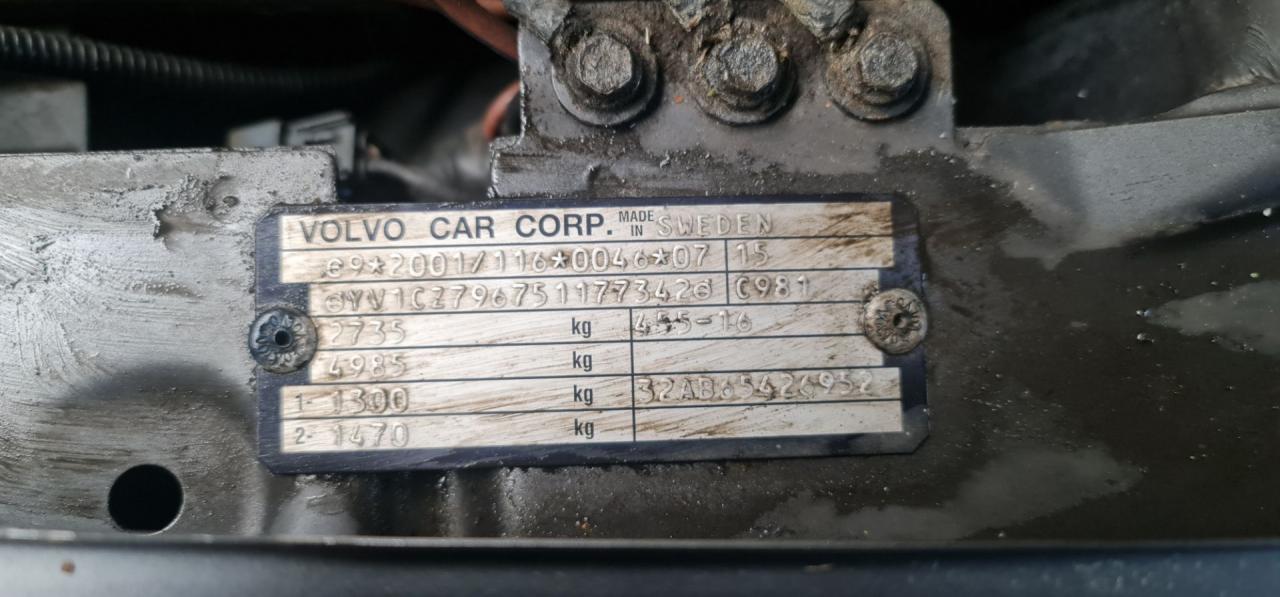 VOLVO CAR CORP. MADE IN SWEDEN
e9*2001/116*0046*07 15
YV1CZ796751177342 C981
2735 kg 455-16
4985 kg
1- 1300 kg 32AB65426952
2- 1470 kg